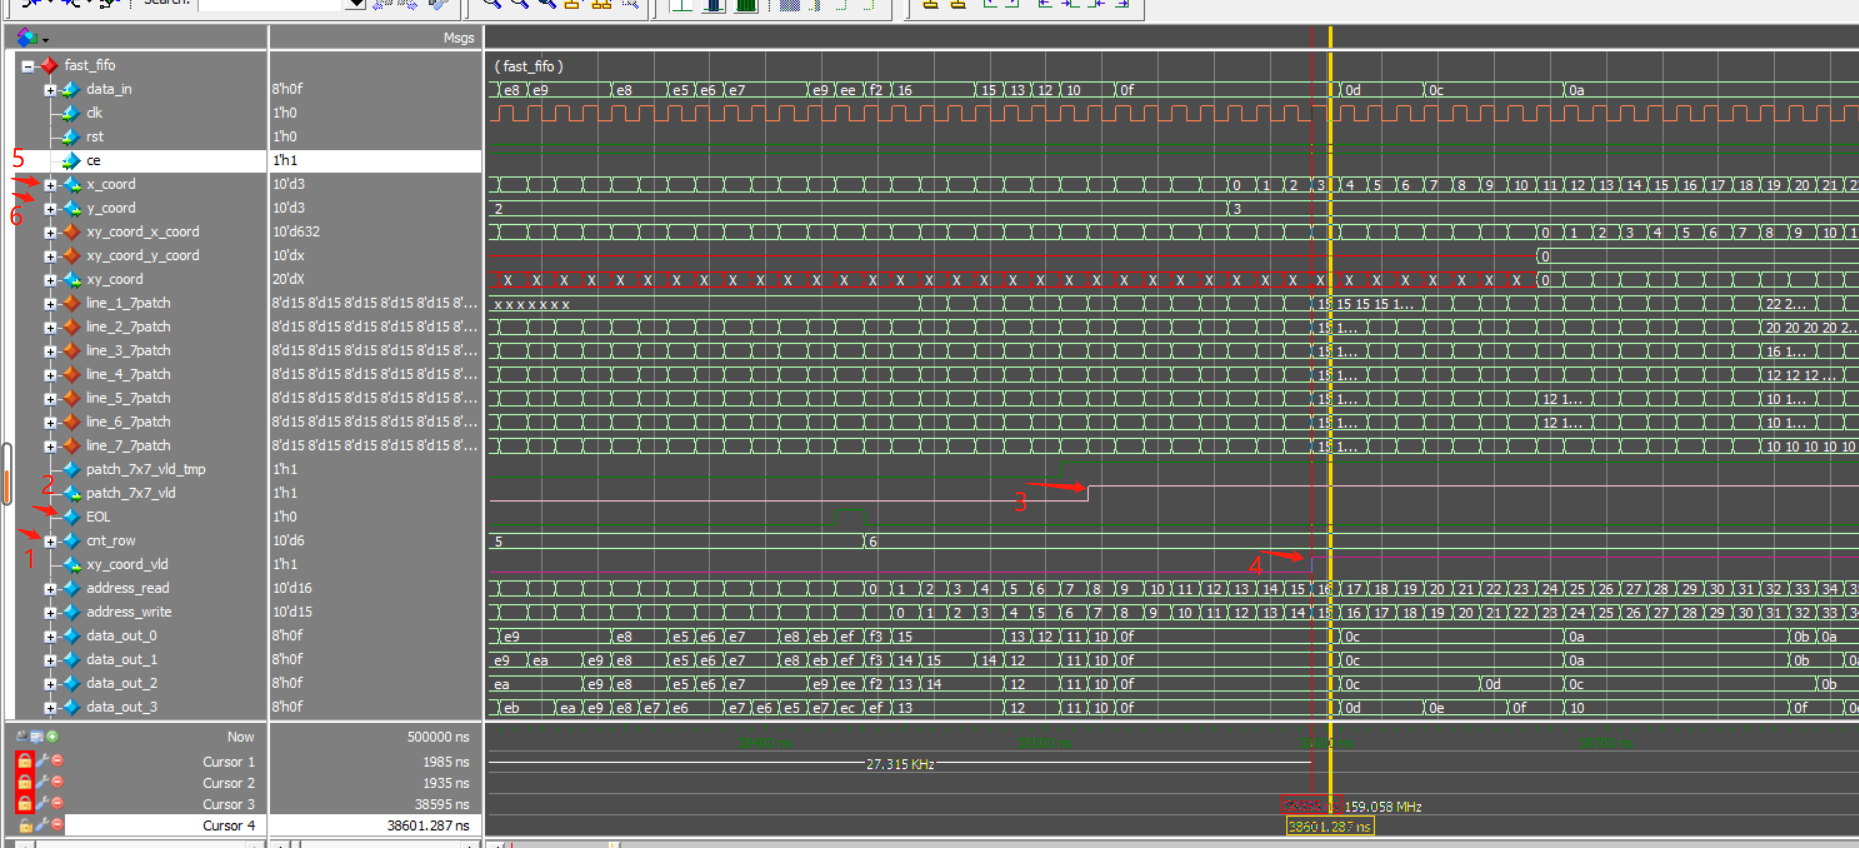 Search:
Msgs
fast_fifo
( fast_fifo )
data_in 8'h0f e8 e9 e8 e5 e6 e7 e9 ee f2 16 15 13 12 10 0f 0d 0c 0a
clk 1'h0
rst 1'h0
5 ce 1'h1
x_coord 10'd3 0 1 2 3 4 5 6 7 8 9 10 11 12 13 14 15 16 17 18 19 20 21
6 y_coord 10'd3 2 3
xy_coord_x_coord 10'd632 0 1 2 3 4 5 6 7 8 9 10
xy_coord_y_coord 10'dx 0
xy_coord 20'dX X X X X X X X X X X X X X X X X X X X X X X X X X X X X X X X X X X X X X 0
line_1_7patch 8'd15 8'd15 8'd15 8'd15 8'd15 8'... x x x x x x x 15 15 15 15 1... 22 2...
line_2_7patch 8'd15 8'd15 8'd15 8'd15 8'd15 8'... 15 1... 20 20 20 20 2...
line_3_7patch 8'd15 8'd15 8'd15 8'd15 8'd15 8'... 15 1... 16 1...
line_4_7patch 8'd15 8'd15 8'd15 8'd15 8'd15 8'... 15 1... 12 12 12 ...
line_5_7patch 8'd15 8'd15 8'd15 8'd15 8'd15 8'... 15 1... 12 1... 10 1...
line_6_7patch 8'd15 8'd15 8'd15 8'd15 8'd15 8'... 15 1... 12 1... 10 1...
line_7_7patch 8'd15 8'd15 8'd15 8'd15 8'd15 8'... 15 1... 10 10 10 10 10
patch_7x7_vld_tmp 1'h1
2 patch_7x7_vld 1'h1 3
EOL 1'h0
1 cnt_row 10'd6 5 6
xy_coord_vld 1'h1 4
address_read 10'd16 0 1 2 3 4 5 6 7 8 9 10 11 12 13 14 15 16 17 18 19 20 21 22 23 24 25 26 27 28 29 30 31 32 33 34
address_write 10'd15 0 1 2 3 4 5 6 7 8 9 10 11 12 13 14 15 16 17 18 19 20 21 22 23 24 25 26 27 28 29 30 31 32 33
data_out_0 8'h0f e9 e8 e5 e6 e7 e8 eb ef f3 15 13 12 11 10 0f 0c 0a 0b 0a
data_out_1 8'h0f e9 ea e9 e8 e5 e6 e7 e8 eb ef f3 14 15 14 12 11 10 0f 0c 0a 0b
data_out_2 8'h0f ea e9 e8 e5 e6 e7 e9 ee f2 13 14 12 11 10 0f 0c 0d 0c 0b
data_out_3 8'h0f eb ea e9 e8 e7 e6 e7 e6 e5 e7 ec ef 13 12 11 10 0f 0d 0e 0f 10 0f
Now 500000 ns
Cursor 1 1985 ns 27.315 KHz
Cursor 2 1935 ns
Cursor 3 38595 ns 159.058 MHz
Cursor 4 38601.287 ns 38601.287 ns